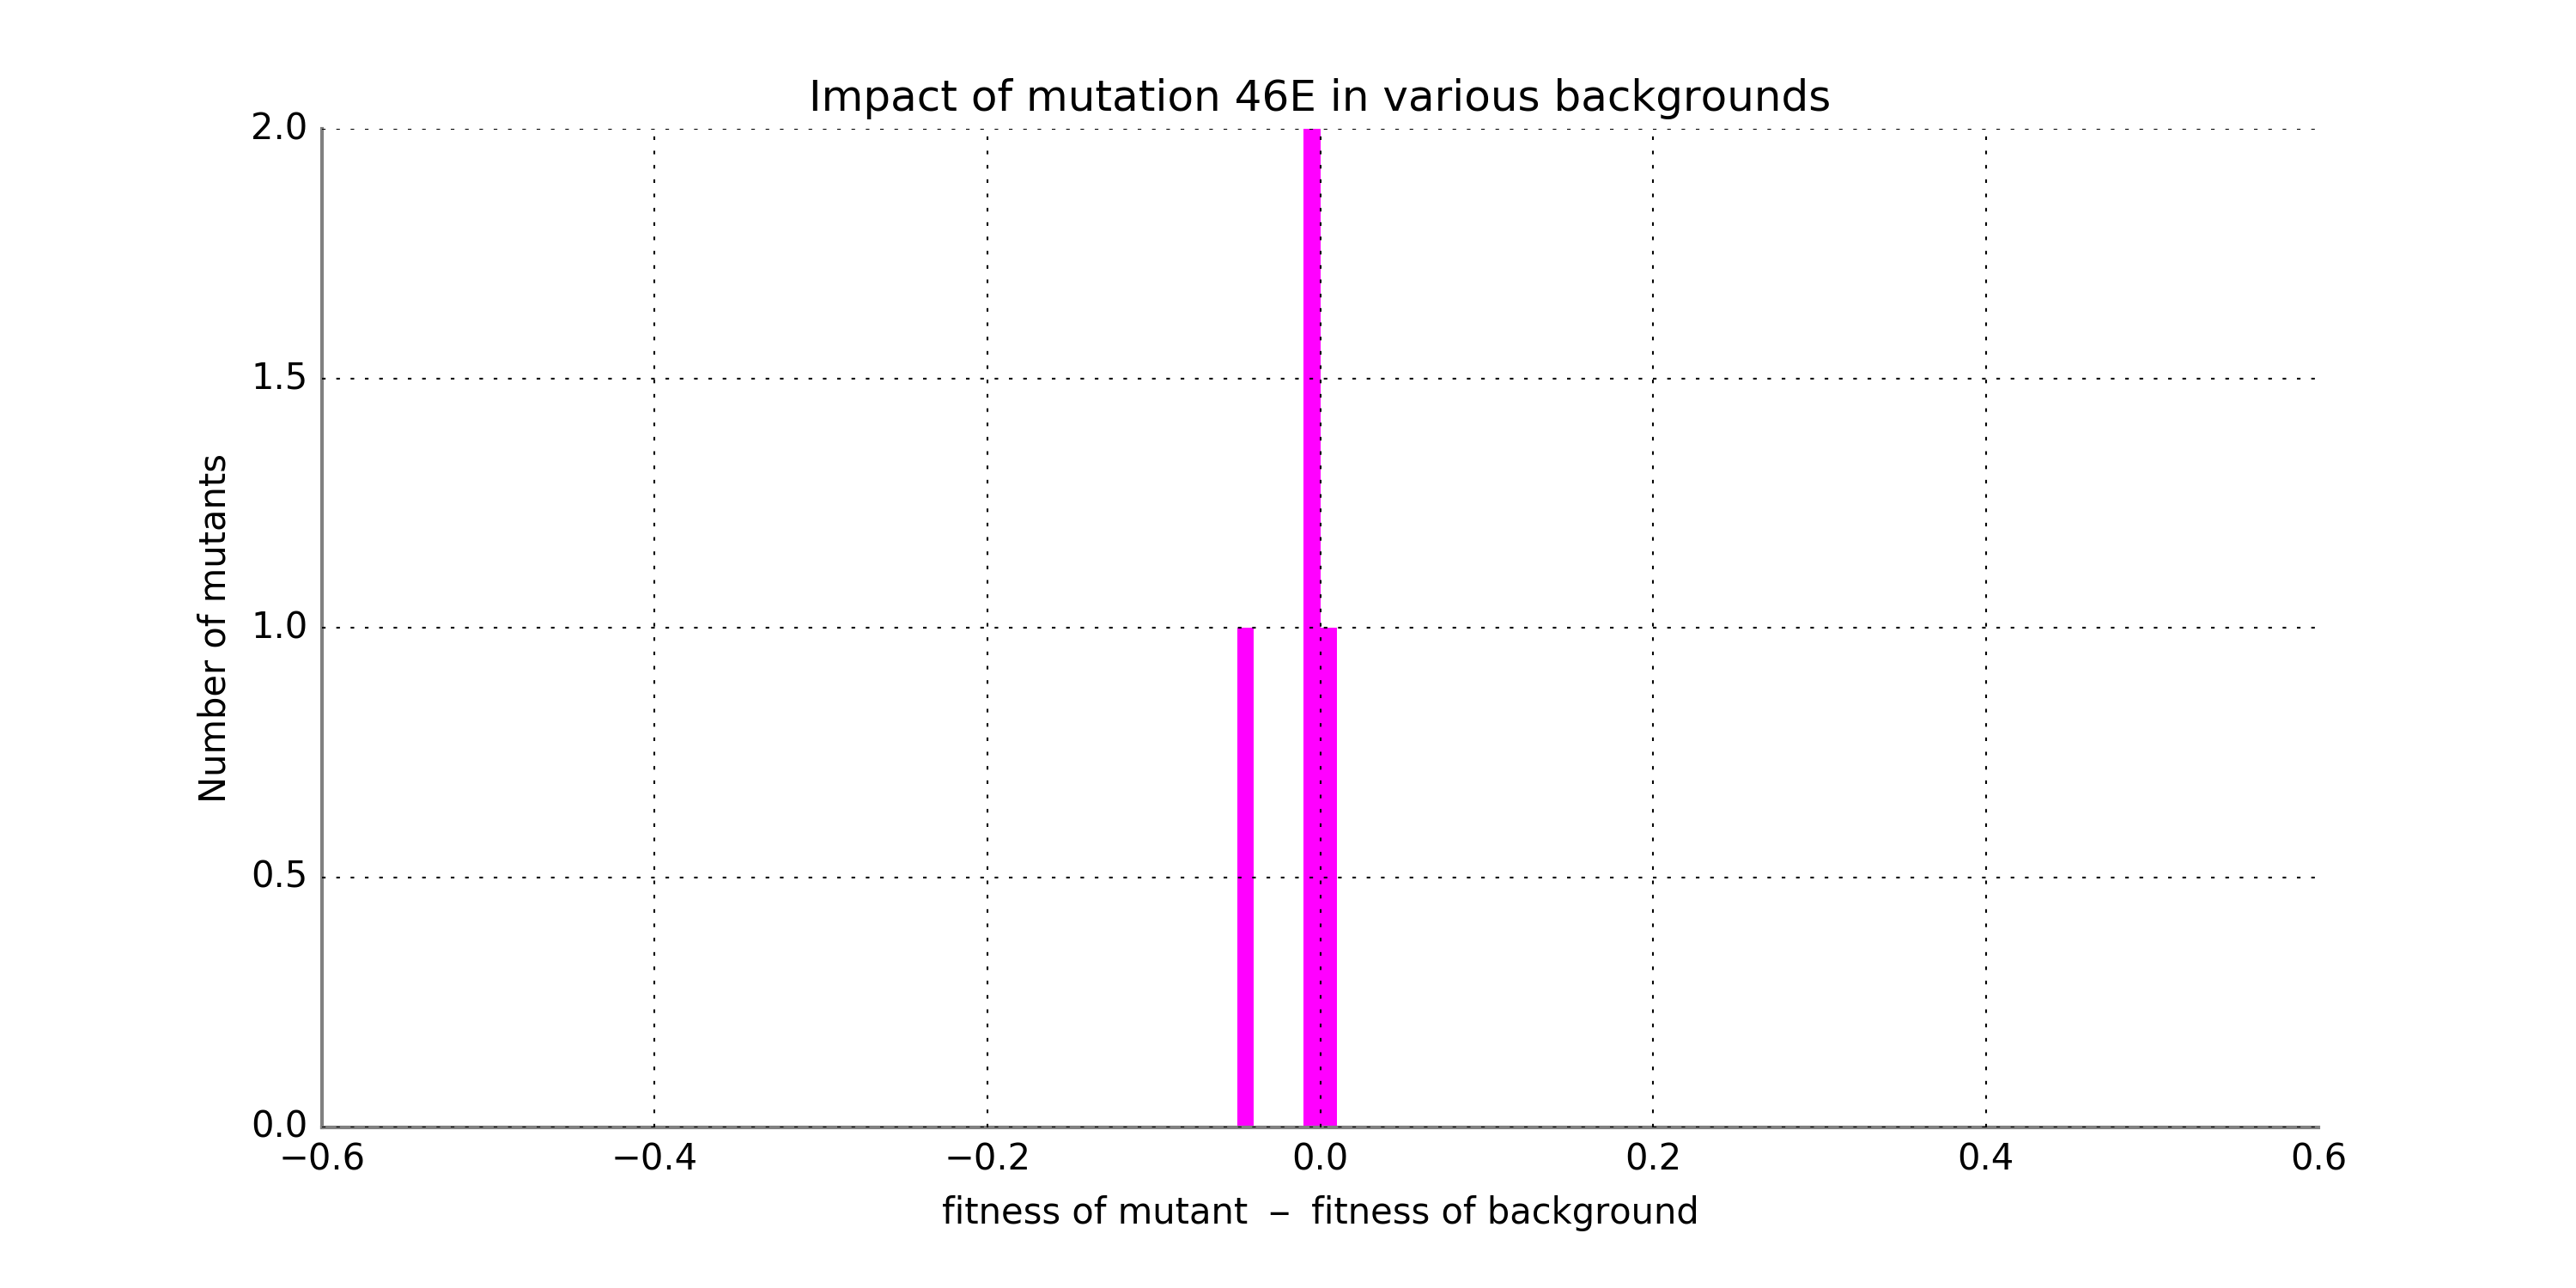 Impact of mutation 46E in various backgrounds
2.0
1.5
1.0
0.5
0.0
Number of mutants
−0.6 −0.4 −0.2 0.0 0.2 0.4 0.6
fitness of mutant − fitness of background